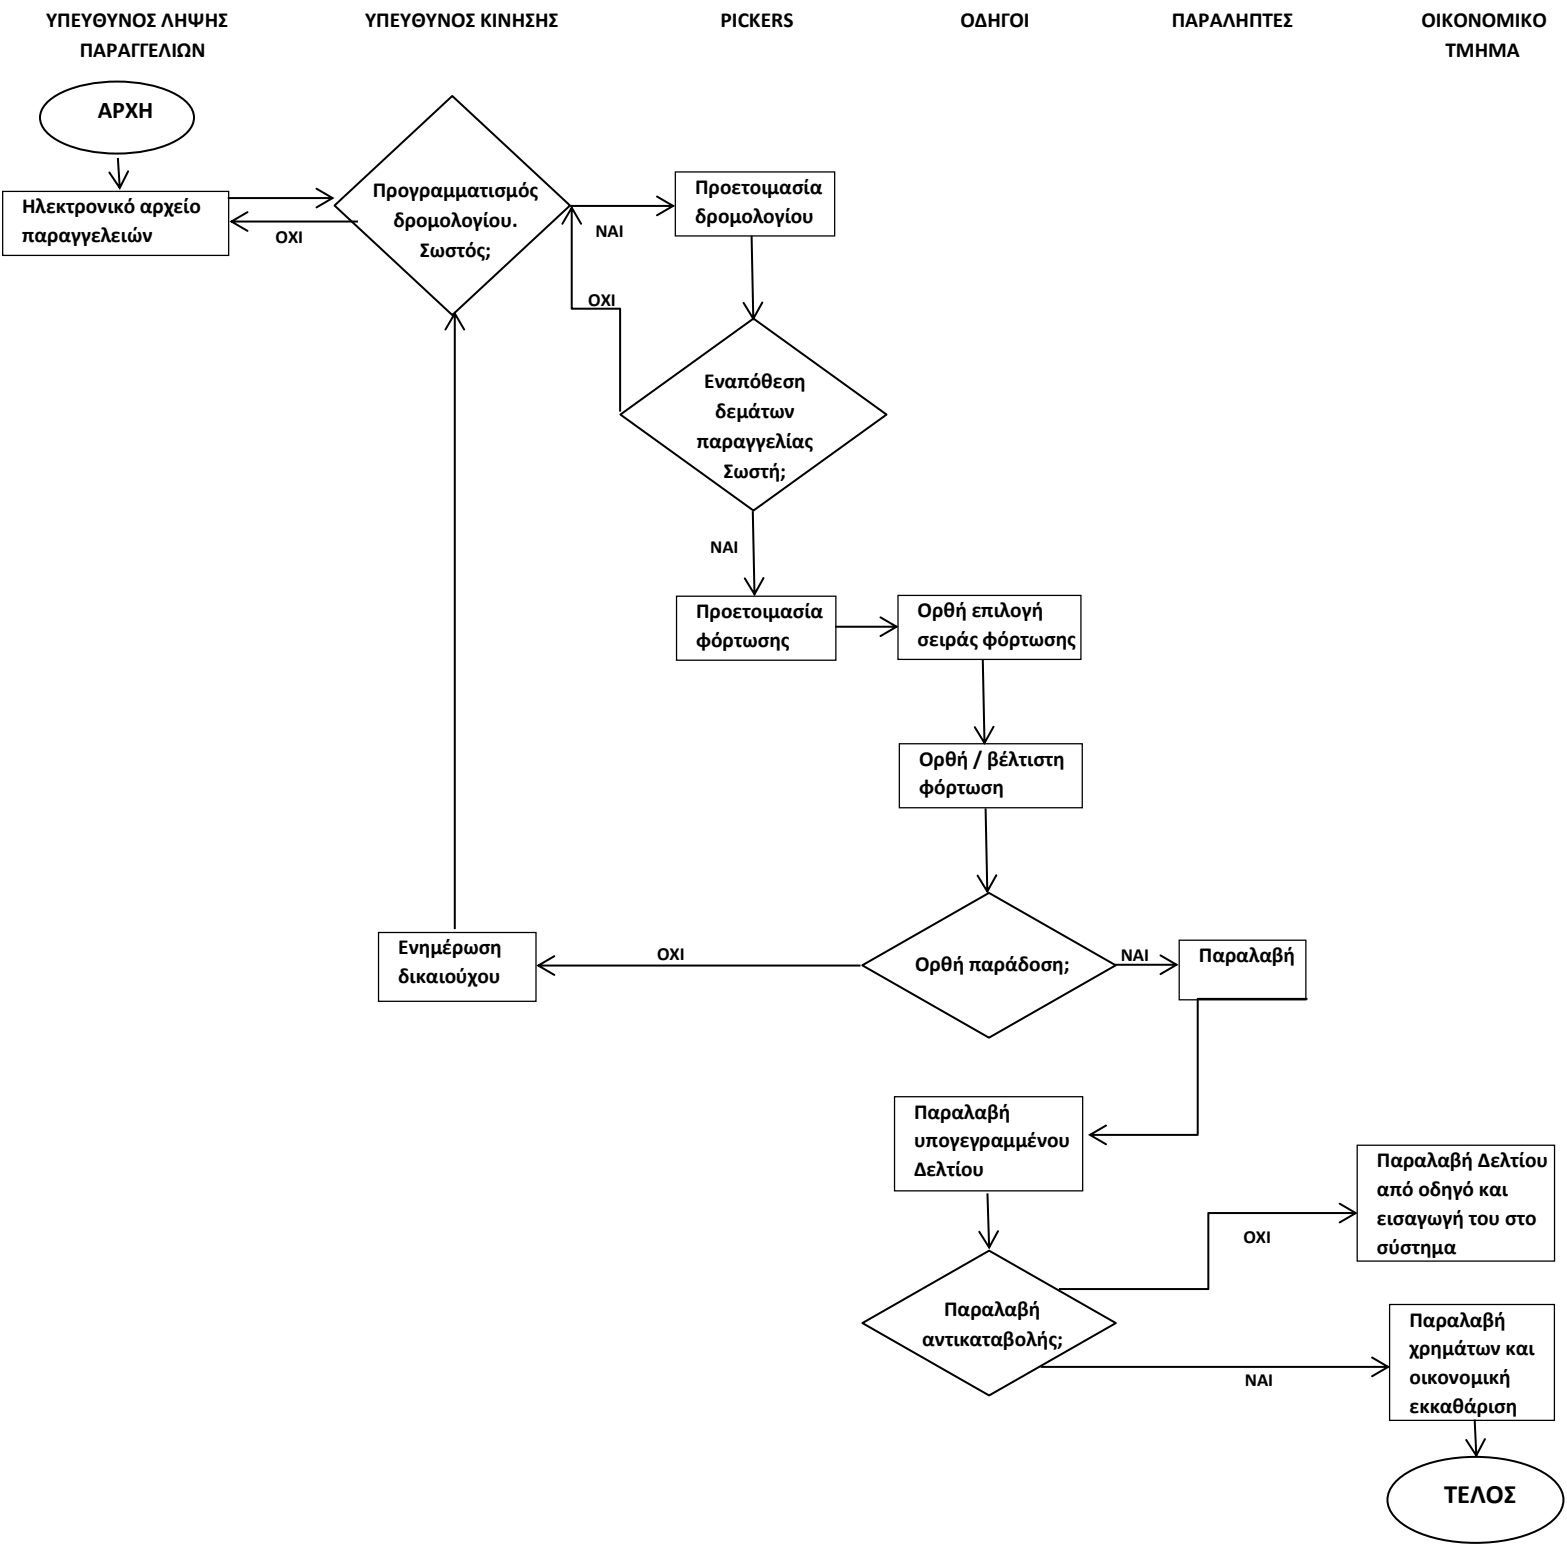 ΥΠΕΥΘΥΝΟΣ ΛΗΨΗΣ
ΠΑΡΑΓΓΕΛΙΩΝ
ΥΠΕΥΘΥΝΟΣ ΚΙΝΗΣΗΣ
PICKERS
ΟΔΗΓΟΙ
ΠΑΡΑΛΗΠΤΕΣ
ΟΙΚΟΝΟΜΙΚΟ
ΤΜΗΜΑ
ΑΡΧΗ
Ηλεκτρονικό αρχείο
παραγγελειών
ΟΧΙ
Προγραμματισμός
δρομολογίου.
Σωστός;
ΝΑΙ
Προετοιμασία
δρομολογίου
ΟΧΙ
Εναπόθεση
δεμάτων
παραγγελίας
Σωστή;
ΝΑΙ
Προετοιμασία
φόρτωσης
Ορθή επιλογή
σειράς φόρτωσης
Ορθή / βέλτιστη
φόρτωση
Ενημέρωση
δικαιούχου
ΟΧΙ
Ορθή παράδοση;
ΝΑΙ
Παραλαβή
Παραλαβή
υπογεγραμμένου
Δελτίου
Παραλαβή Δελτίου
από οδηγό και
εισαγωγή του στο
σύστημα
ΟΧΙ
Παραλαβή
αντικαταβολής;
ΝΑΙ
Παραλαβή
χρημάτων και
οικονομική
εκκαθάριση
ΤΕΛΟΣ